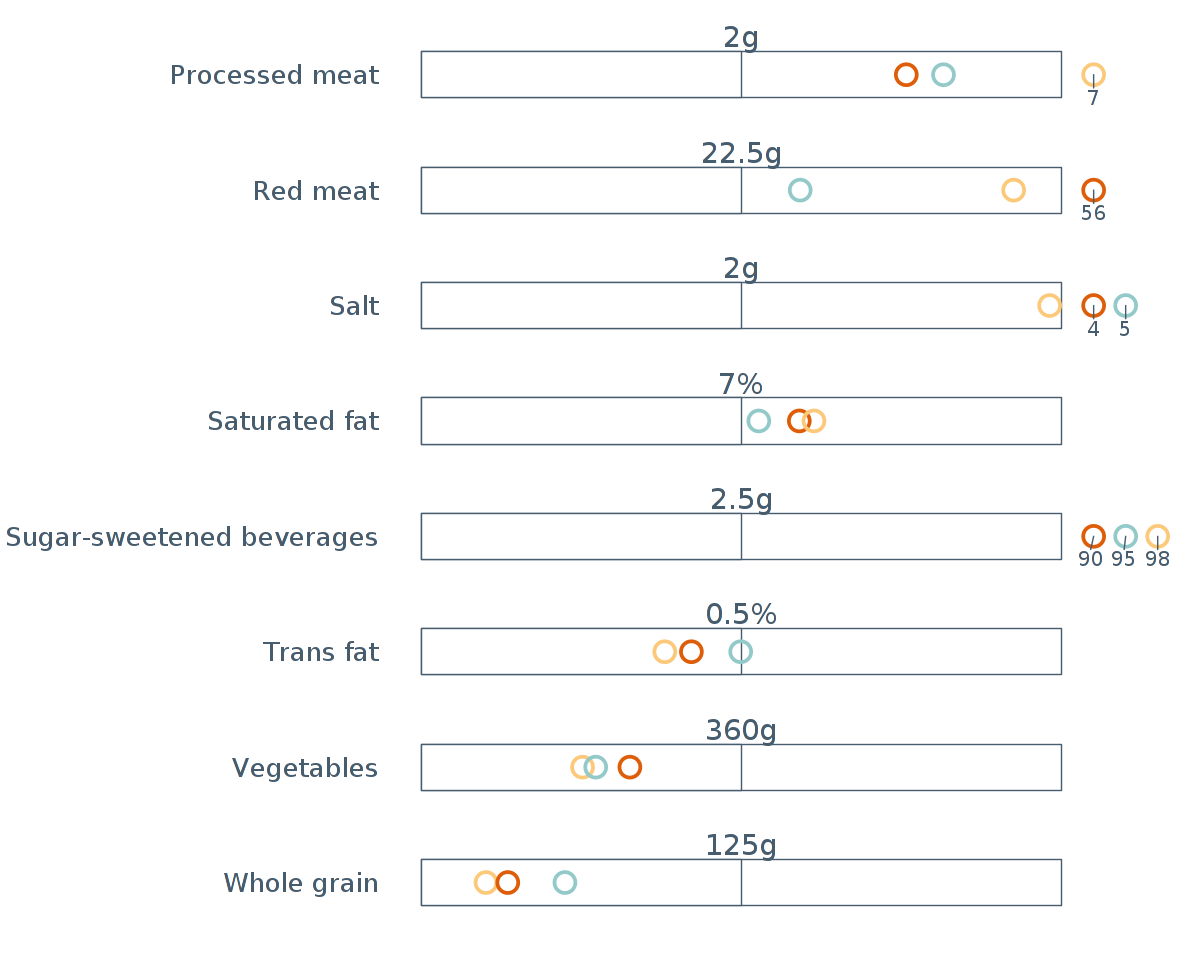 2g
Processed meat
7
22.5g
Red meat
56
2g
Salt
4 5
7%
Saturated fat
2.5g
Sugar-sweetened beverages
90 95 98
0.5%
Trans fat
360g
Vegetables
125g
Whole grain